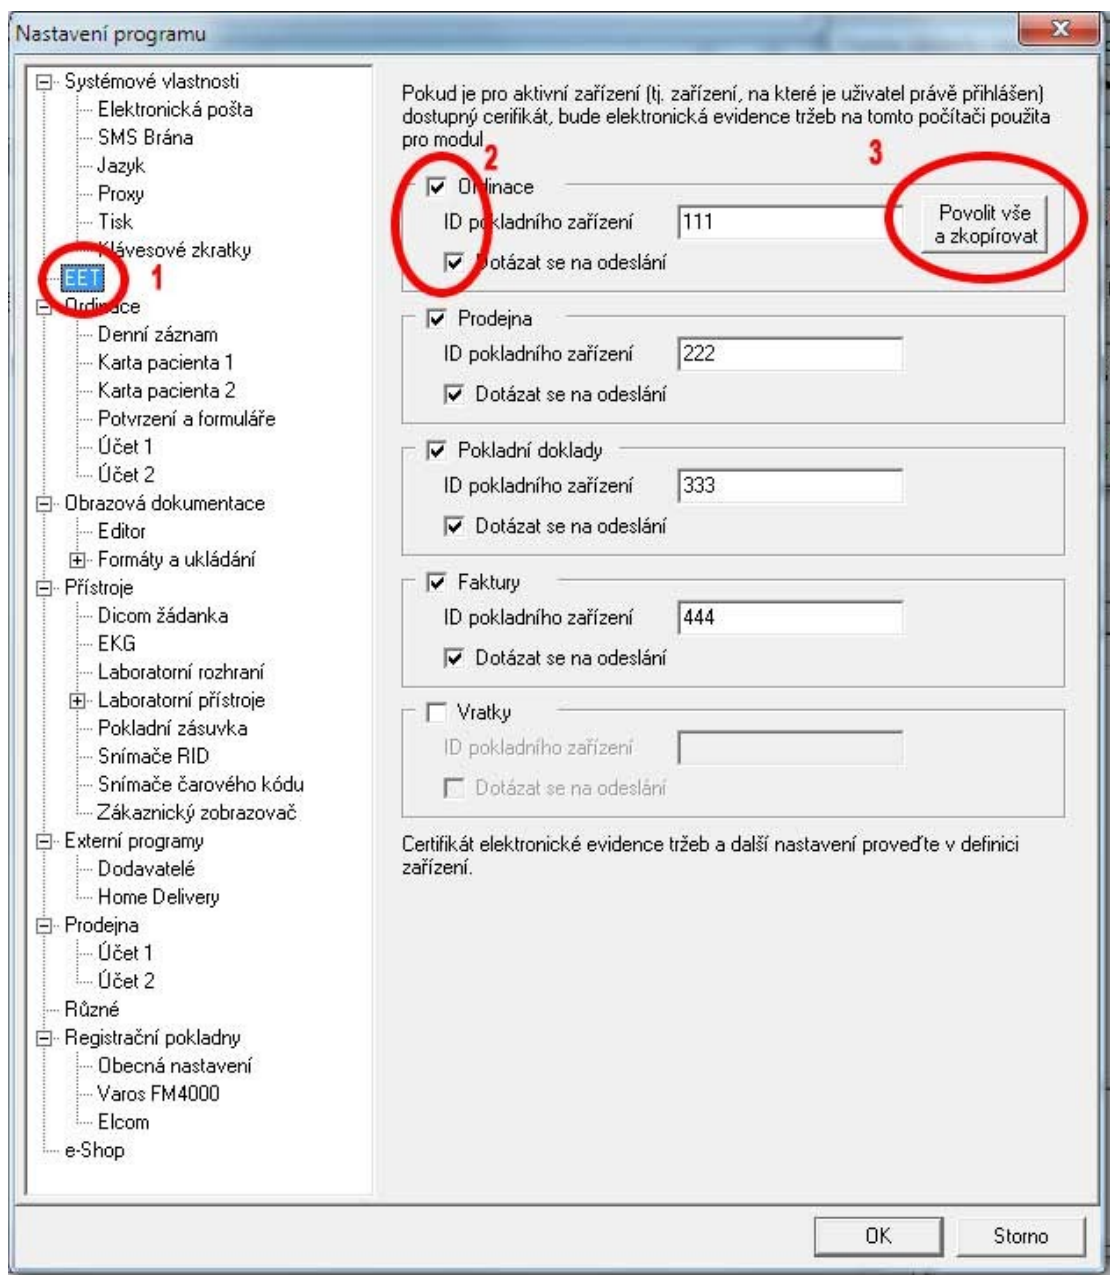 Nastavení programu
Systémové vlastnosti
Elektronická pošta
SMS Brána
Jazyk
Proxy
Tisk
Klávesové zkratky
EET
1
Ordinace
Denní záznam
Karta pacienta 1
Karta pacienta 2
Potvrzení a formuláře
Účet 1
Účet 2
Obrazová dokumentace
Editor
Formáty a ukládání
Přístroje
Dicom žádanka
EKG
Laboratorní rozhraní
Laboratorní přístroje
Pokladní zásuvka
Snímače RID
Snímače čarového kódu
Zákaznický zobrazovač
Externí programy
Dodavatelé
Home Delivery
Prodejna
Účet 1
Účet 2
Různé
Registrační pokladny
Obecná nastavení
Varos FM4000
Elcom
e-Shop
Pokud je pro aktivní zařízení (tj. zařízení, na které je uživatel právě přihlášen)
dostupný cerifikát, bude elektronická evidence tržeb na tomto počítači použita
pro modul
2
3
Ordinace
ID pokladního zařízení 111
Povolit vše
a zkopírovat
Dotázat se na odeslání
Prodejna
ID pokladního zařízení 222
Dotázat se na odeslání
Pokladní doklady
ID pokladního zařízení 333
Dotázat se na odeslání
Faktury
ID pokladního zařízení 444
Dotázat se na odeslání
Vratky
ID pokladního zařízení
Dotázat se na odeslání
Certifikát elektronické evidence tržeb a další nastavení proveďte v definici
zařízení.
OK
Storno